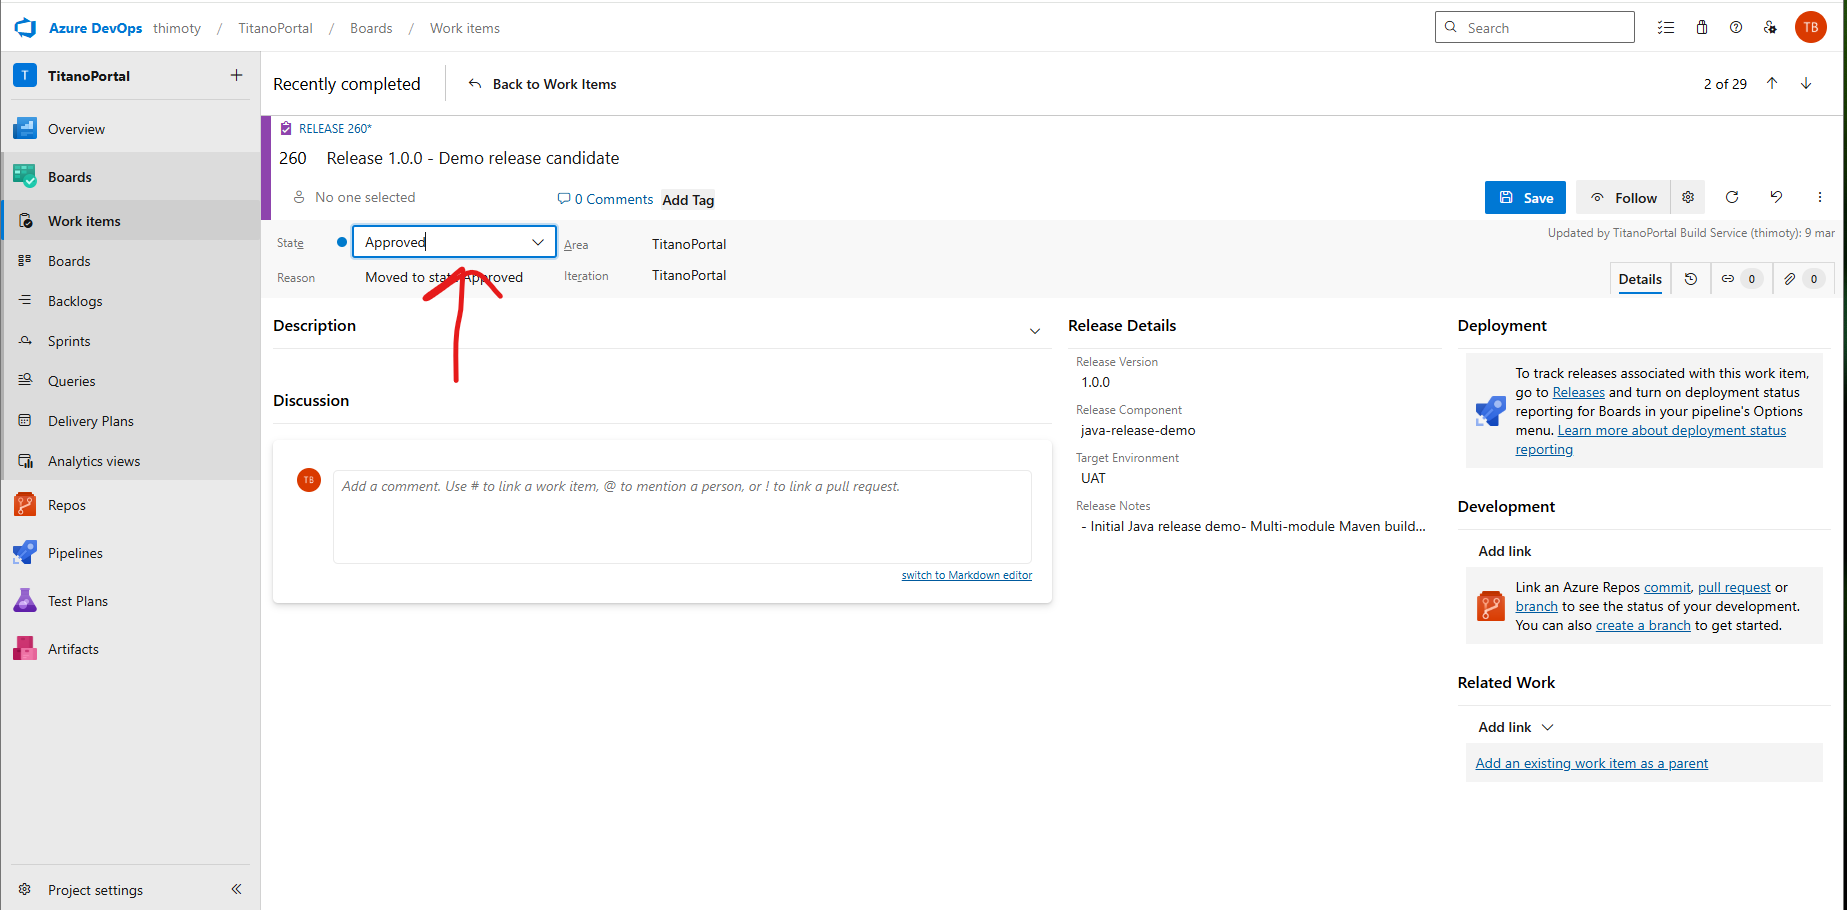 Azure DevOps thimoty / TitanoPortal / Boards / Work items
Search
TB
T TitanoPortal
Overview
Boards
Work items
Boards
Backlogs
Sprints
Queries
Delivery Plans
Analytics views
Repos
Pipelines
Test Plans
Artifacts
Project settings
Recently completed
Back to Work Items
2 of 29
RELEASE 260*
260 Release 1.0.0 - Demo release candidate
No one selected
0 Comments
Add Tag
Save
Follow
State
Approved
Area
TitanoPortal
Updated by TitanoPortal Build Service (thimoty): 9 mar
Reason
Moved to state Approved
Iteration
TitanoPortal
Details
0
0
Description
Discussion
TB
Add a comment. Use # to link a work item, @ to mention a person, or ! to link a pull request.
switch to Markdown editor
Release Details
Release Version
1.0.0
Release Component
java-release-demo
Target Environment
UAT
Release Notes
- Initial Java release demo- Multi-module Maven build...
Deployment
To track releases associated with this work item,
go to Releases and turn on deployment status
reporting for Boards in your pipeline's Options
menu. Learn more about deployment status
reporting
Development
Add link
Link an Azure Repos commit, pull request or
branch to see the status of your development.
You can also create a branch to get started.
Related Work
Add link
Add an existing work item as a parent